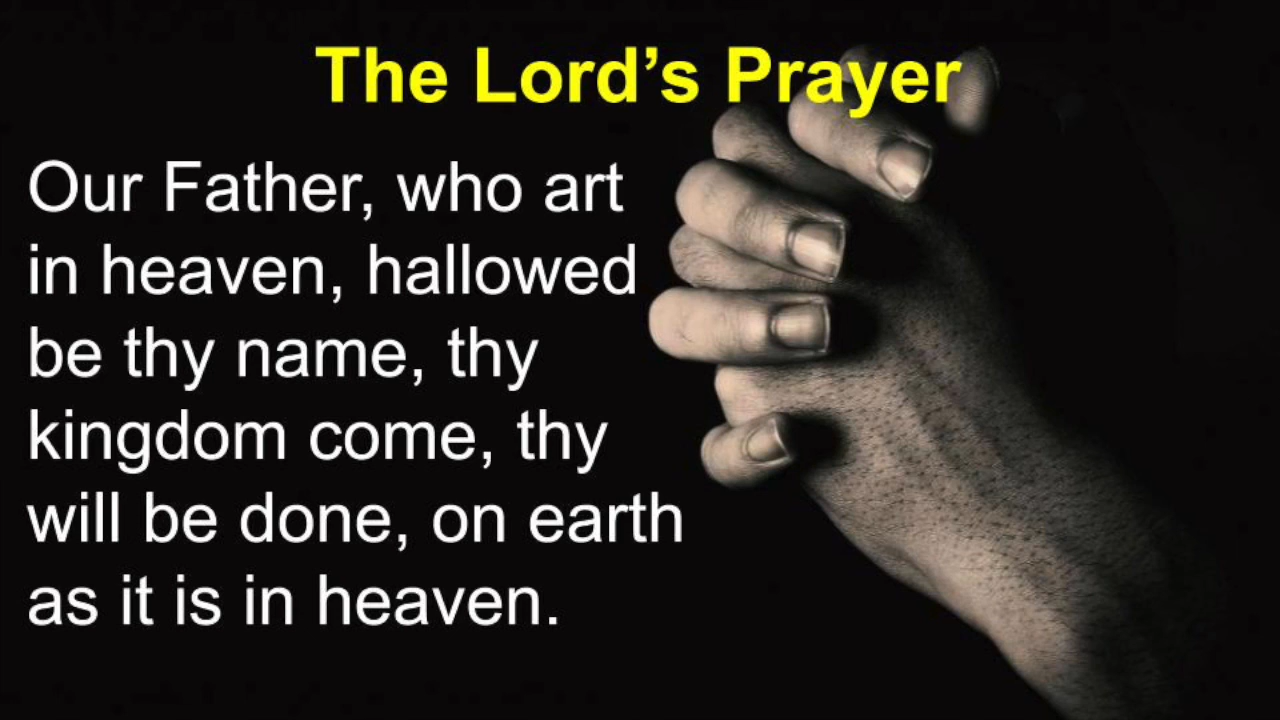 The Lord’s Prayer
Our Father, who art
in heaven, hallowed
be thy name, thy
kingdom come, thy
will be done, on earth
as it is in heaven.